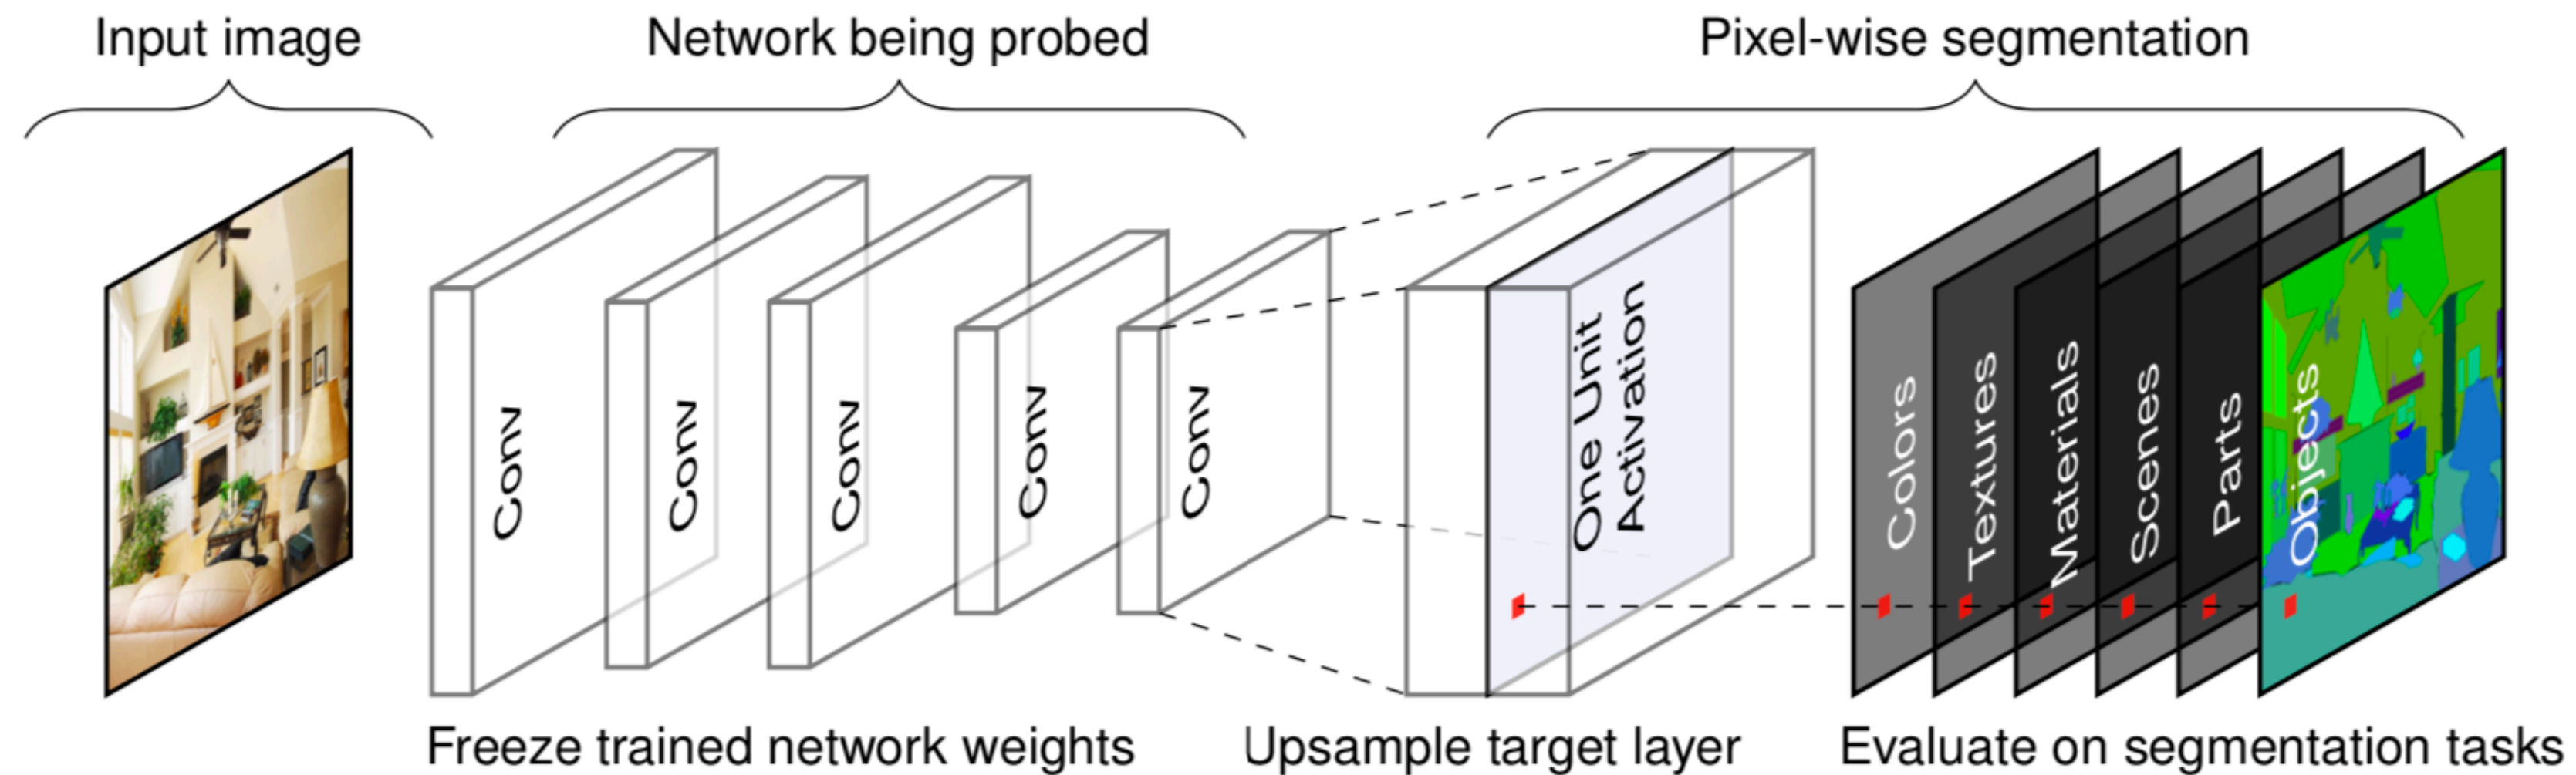 Input image
Network being probed
Pixel-wise segmentation
Conv
Conv
Conv
Conv
Conv
One Unit
Activation
Colors
Textures
Materials
Scenes
Parts
Objects
Freeze trained network weights
Upsample target layer
Evaluate on segmentation tasks